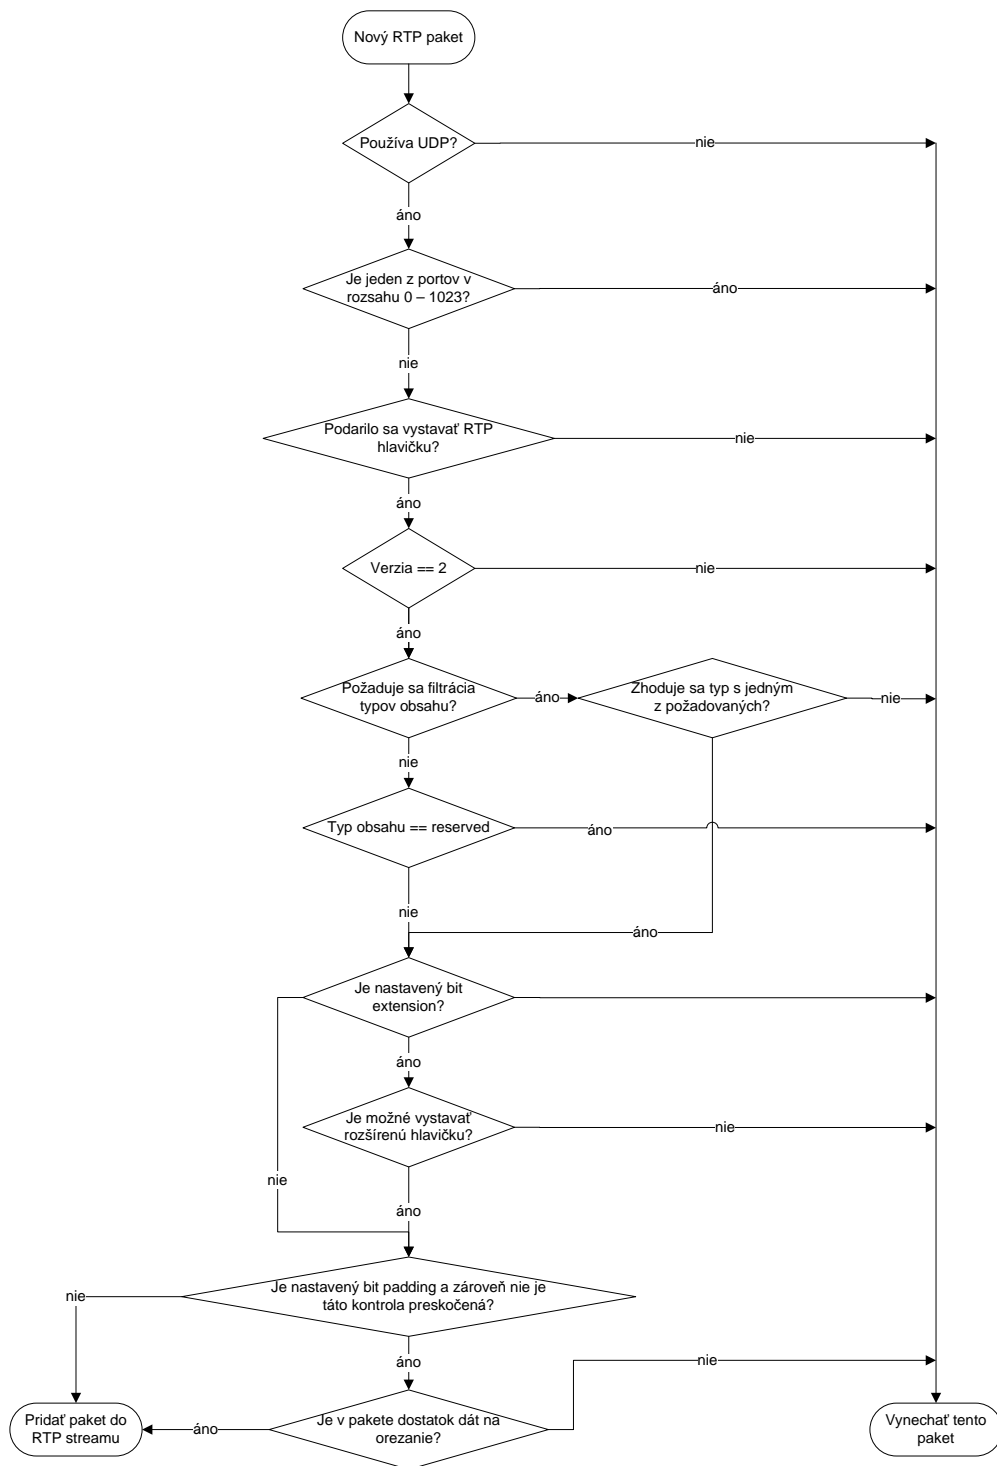 Nový RTP paket
Používa UDP?
nie
áno
Je jeden z portov v
rozsahu 0 – 1023?
áno
nie
Podarilo sa vystavať RTP
hlavičku?
nie
áno
Verzia == 2
nie
áno
Požaduje sa filtrácia
typov obsahu?
áno
Zhoduje sa typ s jedným
z požadovaných?
nie
nie
Typ obsahu == reserved
áno
nie
áno
Je nastavený bit
extension?
áno
Je možné vystavať
rozšírenú hlavičku?
nie
nie
áno
Je nastavený bit padding a zároveň nie je
táto kontrola preskočená?
nie
áno
nie
Pridať paket do
RTP streamu
áno
Je v pakete dostatok dát na
orezanie?
Vynechať tento
paket